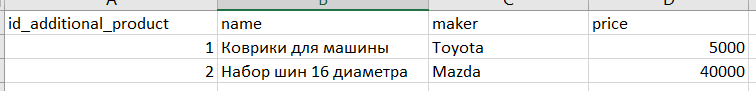 A B C D
id_additional_product name maker price
1 Коврики для машины Toyota 5000
2 Набор шин 16 диаметра Mazda 40000